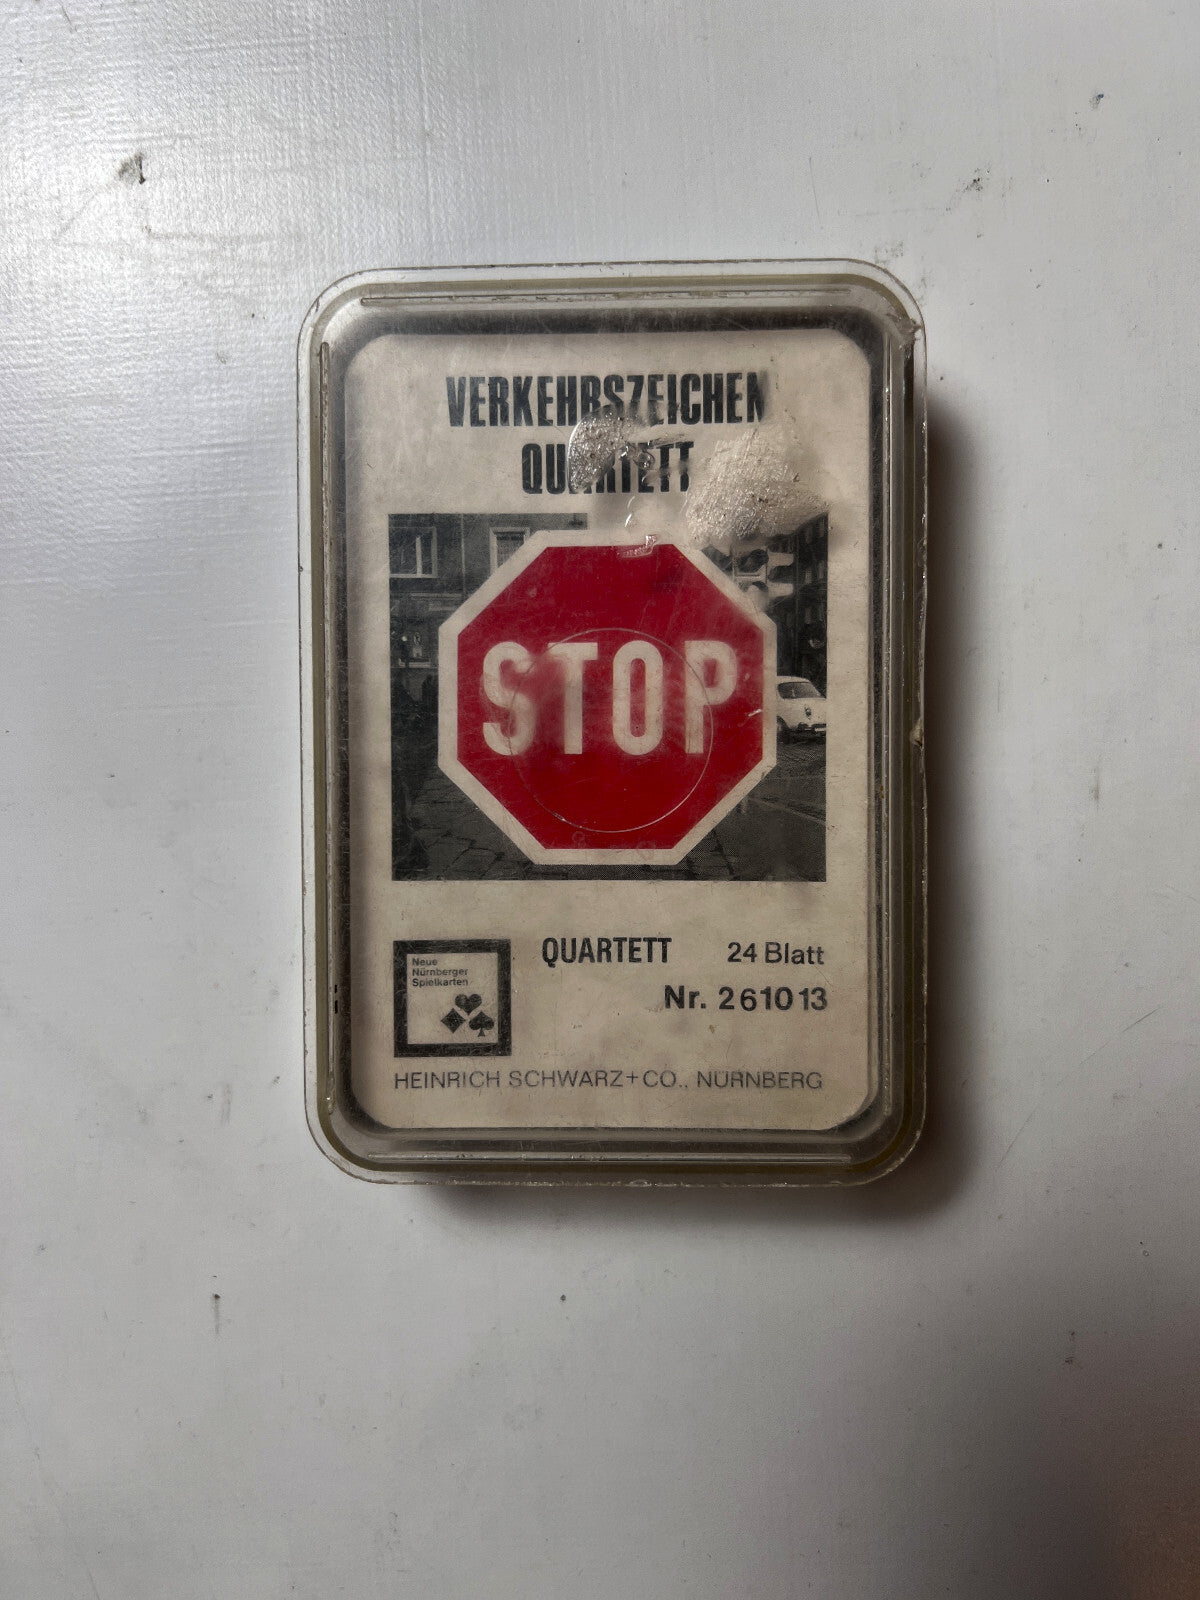 VERKEHRSZEICHEN
QUARTETT
STOP
QUARTETT 24 Blatt
Nr. 261013
Neue
Nürnberger
Spielkarten
HEINRICH SCHWARZ+CO., NÜRNBERG